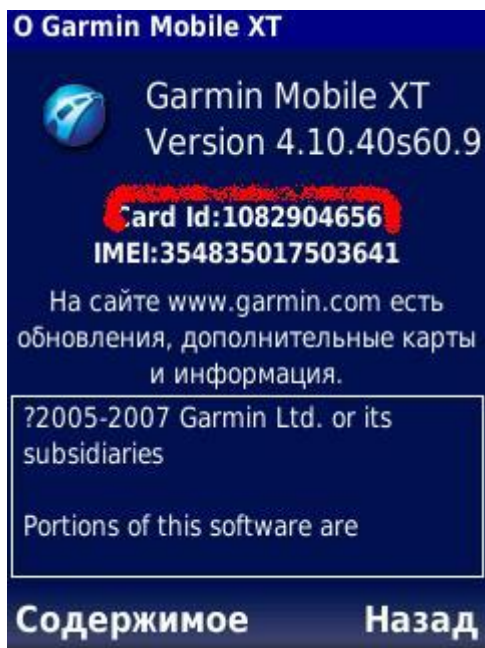 О Garmin Mobile XT
Garmin Mobile XT
Version 4.10.40s60.9
Card Id:1082904656
IMEI:354835017503641
На сайте www.garmin.com есть
обновления, дополнительные карты
и информация.
?2005-2007 Garmin Ltd. or its
subsidiaries
Portions of this software are
Содержимое Назад